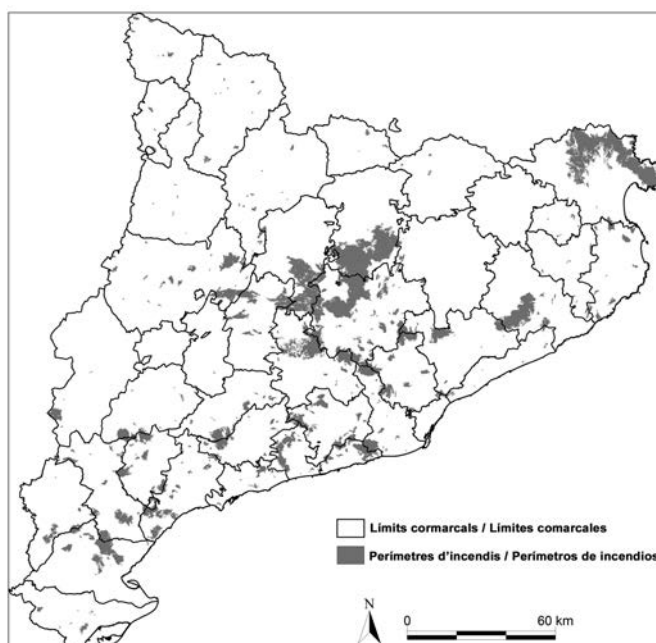 Límits cormarcals / Límites comarcales
Perímetres d'incendis / Perímetros de incendios
N
0 60 km